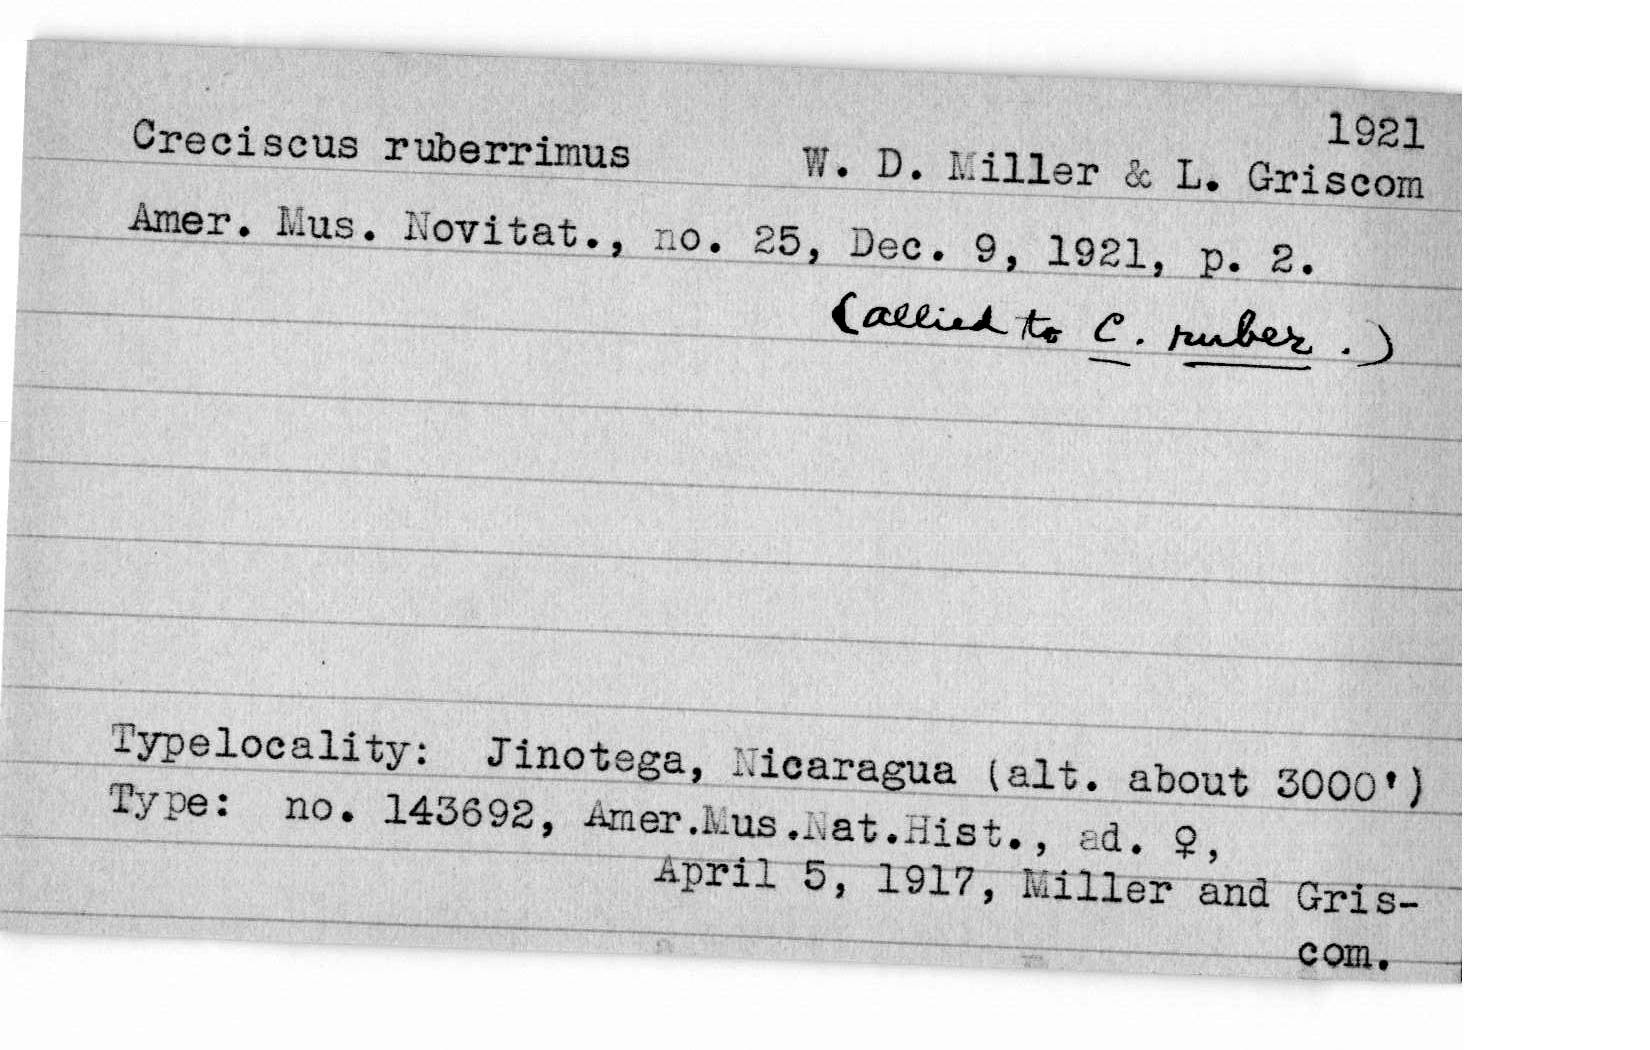 1921
Creciscus ruberrimus W. D. Miller & L. Griscom
Amer. Mus. Novitat., no. 25, Dec. 9, 1921, p. 2.
(allied to C. ruber.)
Typelocality: Jinotega, Nicaragua (alt. about 3000')
Type: no. 143692, Amer.Mus.Nat.Hist., ad. ♀,
April 5, 1917, Miller and Gris-
com.